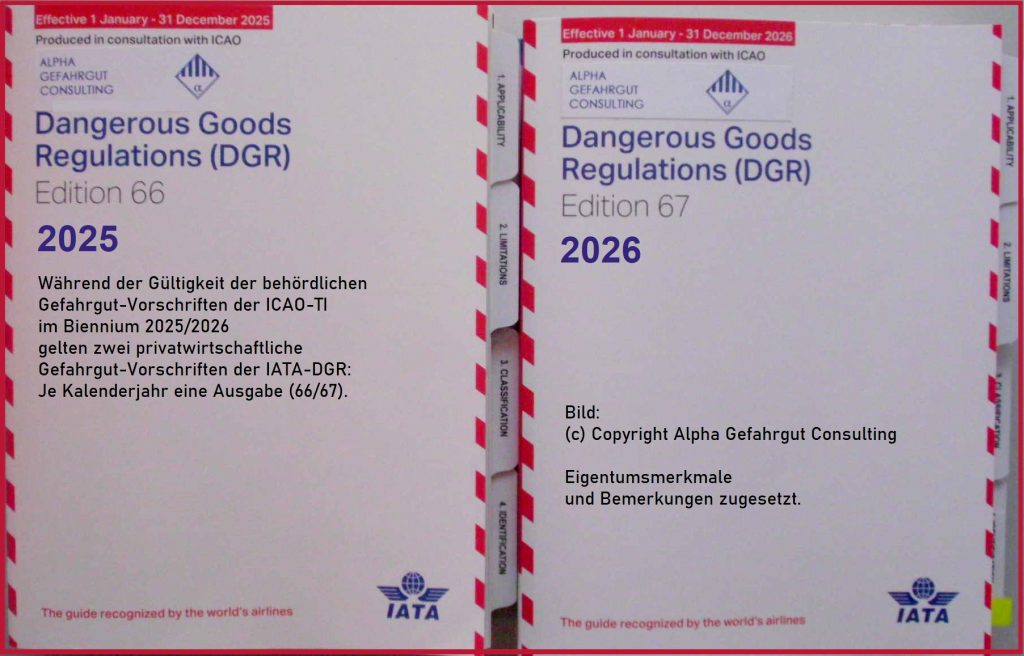 Effective 1 January - 31 December 2025
Produced in consultation with ICAO
ALPHA
GEFAHRGUT
CONSULTING
α
Dangerous Goods
Regulations (DGR)
Edition 66
2025
Während der Gültigkeit der behördlichen
Gefahrgut-Vorschriften der ICAO-TI
im Biennium 2025/2026
gelten zwei privatwirtschaftliche
Gefahrgut-Vorschriften der IATA-DGR:
Je Kalenderjahr eine Ausgabe (66/67).
The guide recognized by the world's airlines
IATA
1. APPLICABILITY
2. LIMITATIONS
3. CLASSIFICATION
4. IDENTIFICATION
Effective 1 January - 31 December 2026
Produced in consultation with ICAO
ALPHA
GEFAHRGUT
CONSULTING
α
Dangerous Goods
Regulations (DGR)
Edition 67
2026
Bild:
(c) Copyright Alpha Gefahrgut Consulting
Eigentumsmerkmale
und Bemerkungen zugesetzt.
The guide recognized by the world's airlines
IATA
1. APPLICABILITY
2. LIMITATIONS
3. CLASSIFICATION